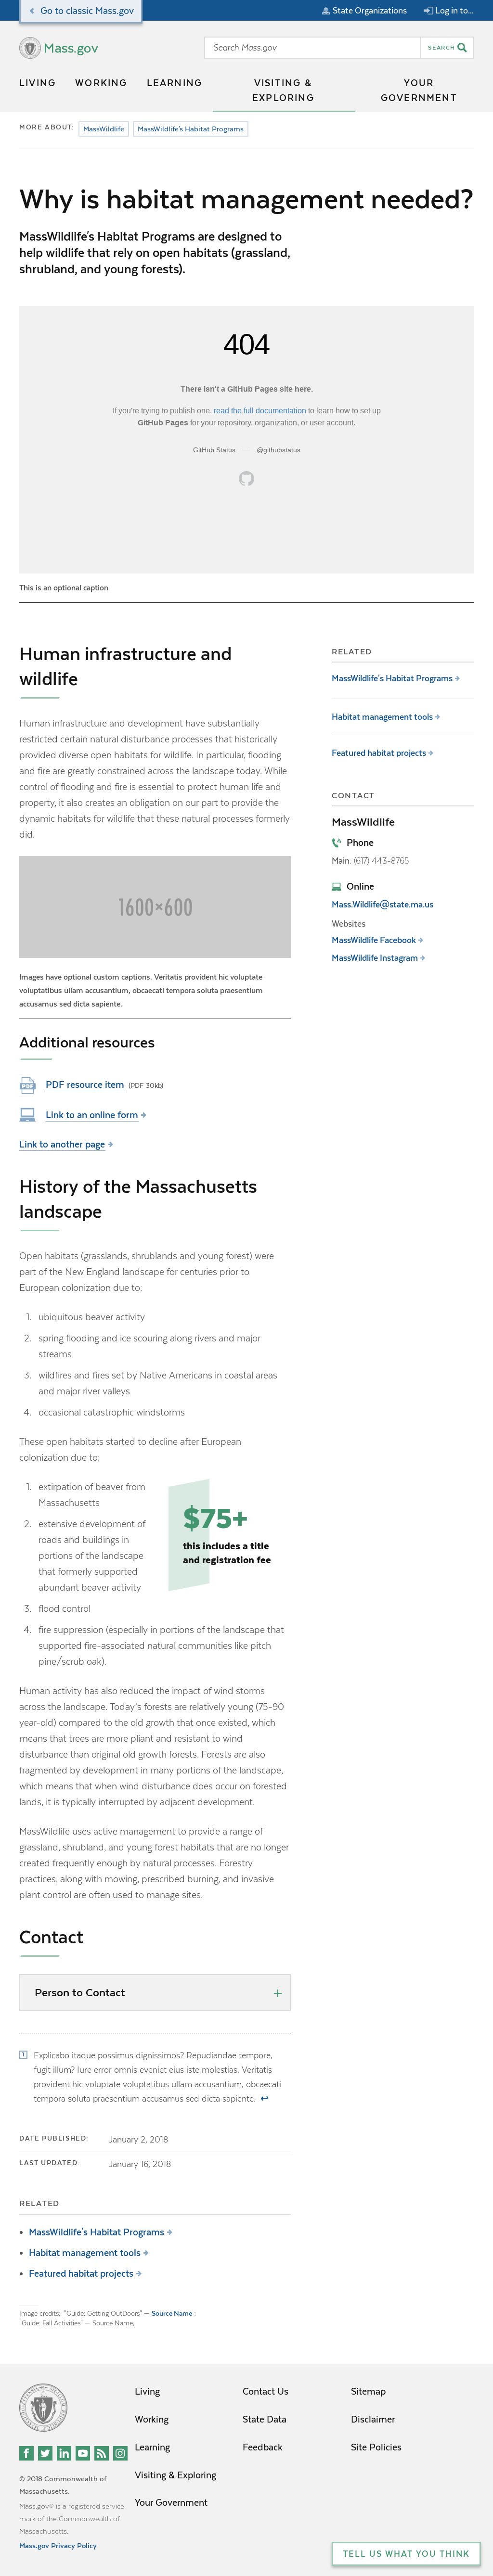 « Go to classic Mass.gov
State Organizations
Log in to...
Mass.gov
Search Mass.gov
SEARCH
LIVING
WORKING
LEARNING
VISITING &
EXPLORING
YOUR
GOVERNMENT
MORE ABOUT:
MassWildlife
MassWildlife's Habitat Programs
Why is habitat management needed?
MassWildlife's Habitat Programs are designed to
help wildlife that rely on open habitats (grassland,
shrubland, and young forests).
404
There isn't a GitHub Pages site here.
If you're trying to publish one, read the full documentation to learn how to set up
GitHub Pages for your repository, organization, or user account.
GitHub Status — @githubstatus
This is an optional caption
Human infrastructure and
wildlife
Human infrastructure and development have substantially
restricted certain natural disturbance processes that historically
provided diverse open habitats for wildlife. In particular, flooding
and fire are greatly constrained across the landscape today. While
control of flooding and fire is essential to protect human life and
property, it also creates an obligation on our part to provide the
dynamic habitats for wildlife that these natural processes formerly
did.
1600×600
Images have optional custom captions. Veritatis provident hic voluptate
voluptatibus ullam accusantium, obcaecati tempora soluta praesentium
accusamus sed dicta sapiente.
Additional resources
PDF
PDF resource item (PDF 30kb)
Link to an online form
Link to another page
RELATED
MassWildlife's Habitat Programs
Habitat management tools
Featured habitat projects
CONTACT
MassWildlife
Phone
Main: (617) 443-8765
Online
Mass.Wildlife@state.ma.us
Websites
MassWildlife Facebook
MassWildlife Instagram
History of the Massachusetts
landscape
Open habitats (grasslands, shrublands and young forest) were
part of the New England landscape for centuries prior to
European colonization due to:
1. ubiquitous beaver activity
2. spring flooding and ice scouring along rivers and major
streams
3. wildfires and fires set by Native Americans in coastal areas
and major river valleys
4. occasional catastrophic windstorms
These open habitats started to decline after European
colonization due to:
1. extirpation of beaver from
Massachusetts
2. extensive development of
roads and buildings in
portions of the landscape
that formerly supported
abundant beaver activity
$75+
this includes a title
and registration fee
3. flood control
4. fire suppression (especially in portions of the landscape that
supported fire-associated natural communities like pitch
pine/scrub oak).
Human activity has also reduced the impact of wind storms
across the landscape. Today's forests are relatively young (75-90
year-old) compared to the old growth that once existed, which
means that trees are more pliant and resistant to wind
disturbance than original old growth forests. Forests are also
fragmented by development in many portions of the landscape,
which means that when wind disturbance does occur on forested
lands, it is typically interrupted by adjacent development.
MassWildlife uses active management to provide a range of
grassland, shrubland, and young forest habitats that are no longer
created frequently enough by natural processes. Forestry
practices, along with mowing, prescribed burning, and invasive
plant control are often used to manage sites.
Contact
Person to Contact
1 Explicabo itaque possimus dignissimos? Repudiandae tempore,
fugit illum? Iure error omnis eveniet eius iste molestias. Veritatis
provident hic voluptate voluptatibus ullam accusantium, obcaecati
tempora soluta praesentium accusamus sed dicta sapiente. ↩
DATE PUBLISHED: January 2, 2018
LAST UPDATED: January 16, 2018
RELATED
• MassWildlife's Habitat Programs
• Habitat management tools
• Featured habitat projects
Image credits: "Guide: Getting OutDoors" — Source Name ,
"Guide: Fall Activities" — Source Name,
Living
Working
Learning
Visiting & Exploring
Your Government
Contact Us
State Data
Feedback
Sitemap
Disclaimer
Site Policies
© 2018 Commonwealth of
Massachusetts.
Mass.gov® is a registered service
mark of the Commonwealth of
Massachusetts.
Mass.gov Privacy Policy
TELL US WHAT YOU THINK